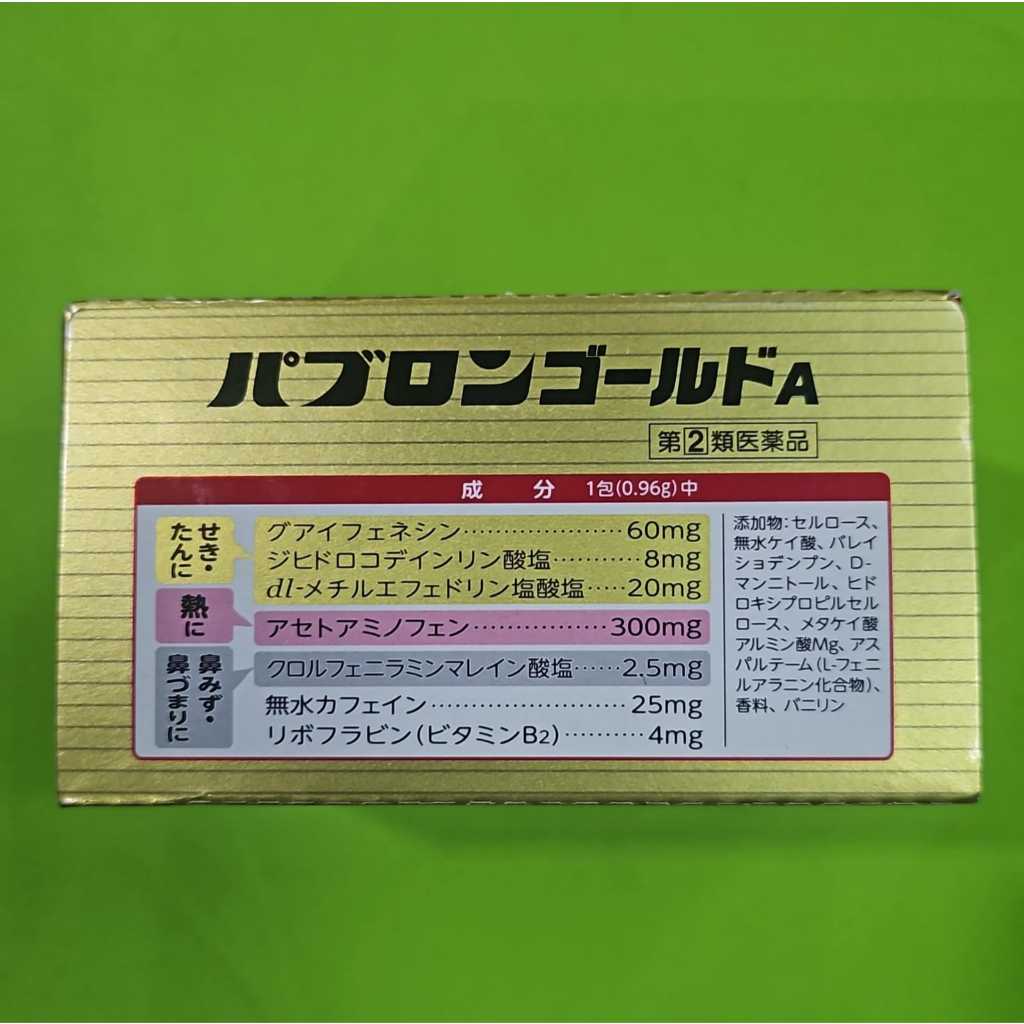 パブロンゴールドA
第2類医薬品
成 分 1包(0.96g)中
せき・
たんに
グアイフェネシン…………………60mg
ジヒドロコデインリン酸塩…………8mg
dl-メチルエフェドリン塩酸塩……20mg
熱に
アセトアミノフェン………………300mg
鼻みず・
鼻づまりに
クロルフェニラミンマレイン酸塩……2.5mg
無水カフェイン……………………25mg
リボフラビン(ビタミンB2)…………4mg
添加物:セルロース、
無水ケイ酸、バレイ
ショデンプン、D-
マンニトール、ヒド
ロキシプロピルセル
ロース、メタケイ酸
アルミン酸Mg、アス
パルテーム(L-フェニ
ルアラニン化合物)、
香料、バニリン